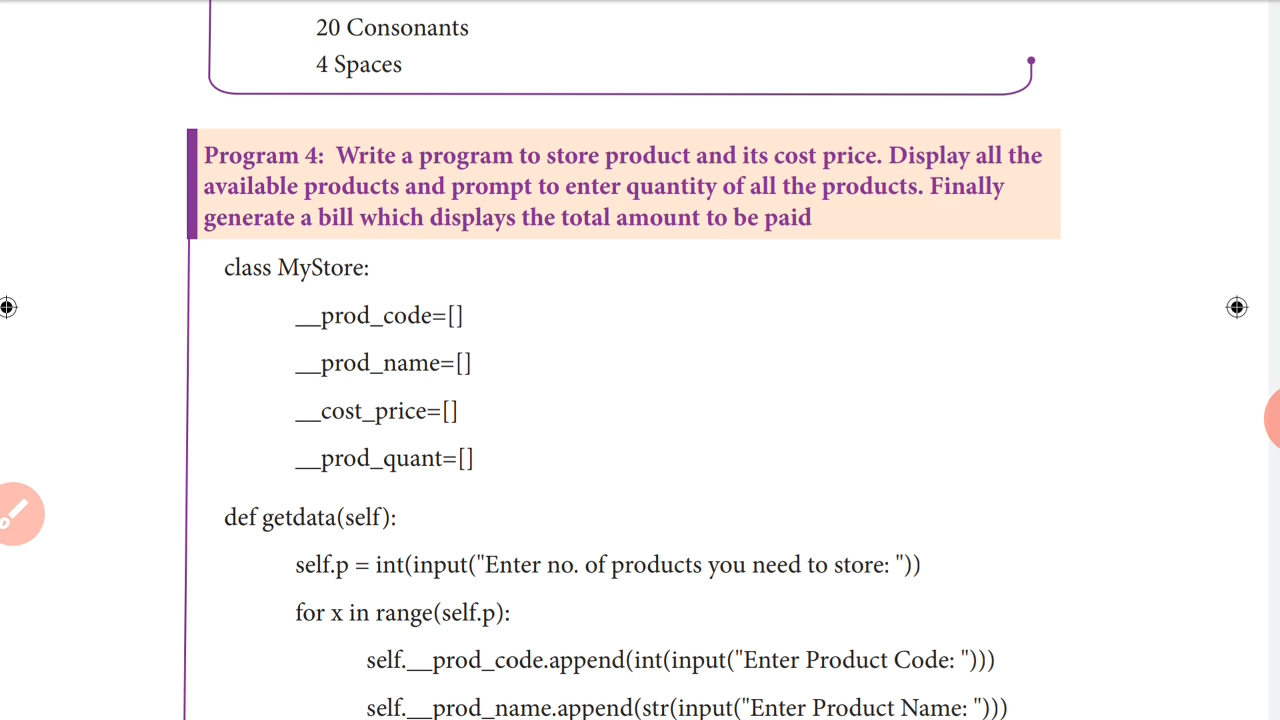 20 Consonants
4 Spaces
Program 4: Write a program to store product and its cost price. Display all the
available products and prompt to enter quantity of all the products. Finally
generate a bill which displays the total amount to be paid
class MyStore:
__prod_code=[]
__prod_name=[]
__cost_price=[]
__prod_quant=[]
def getdata(self):
self.p = int(input("Enter no. of products you need to store: "))
for x in range(self.p):
self.__prod_code.append(int(input("Enter Product Code: ")))
self.__prod_name.append(str(input("Enter Product Name: ")))